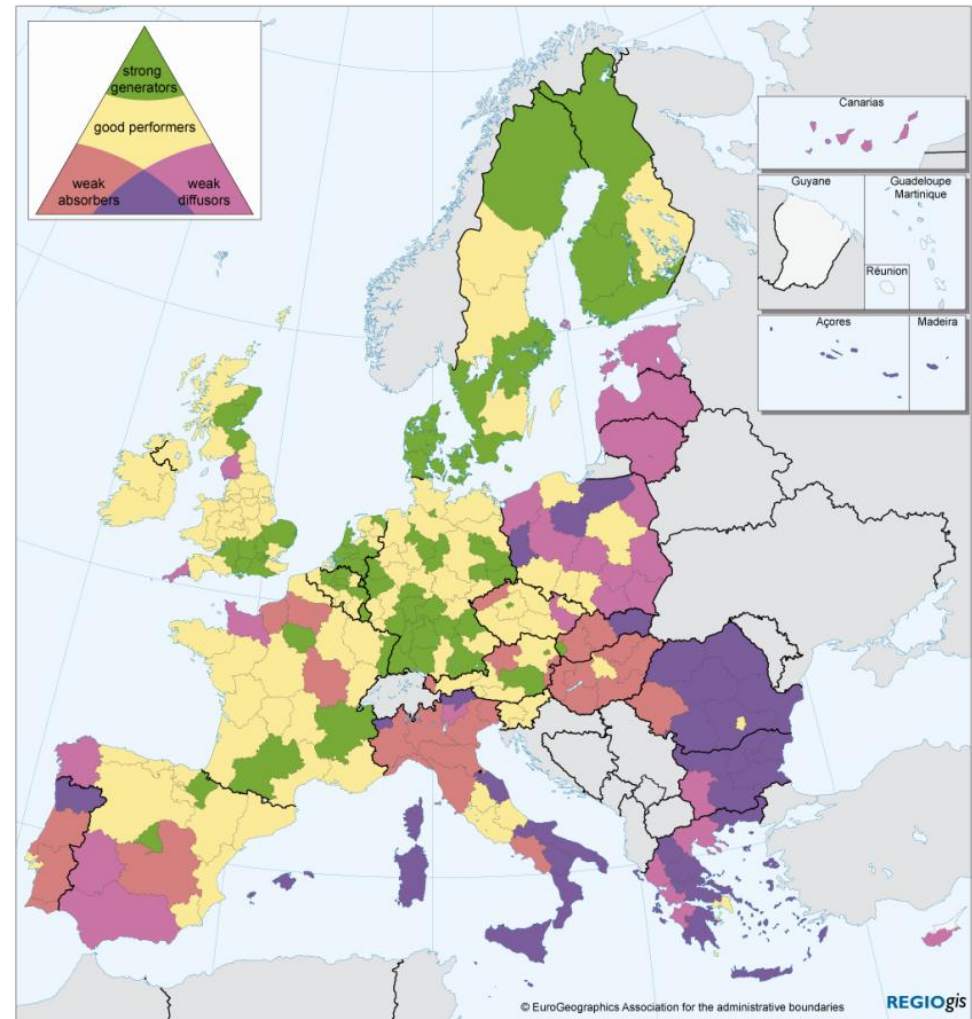 strong
generators
good performers
weak
absorbers
weak
diffusors
Canarias
Guyane
Guadeloupe
Martinique
Réunion
Açores
Madeira
© EuroGeographics Association for the administrative boundaries
REGIOgis